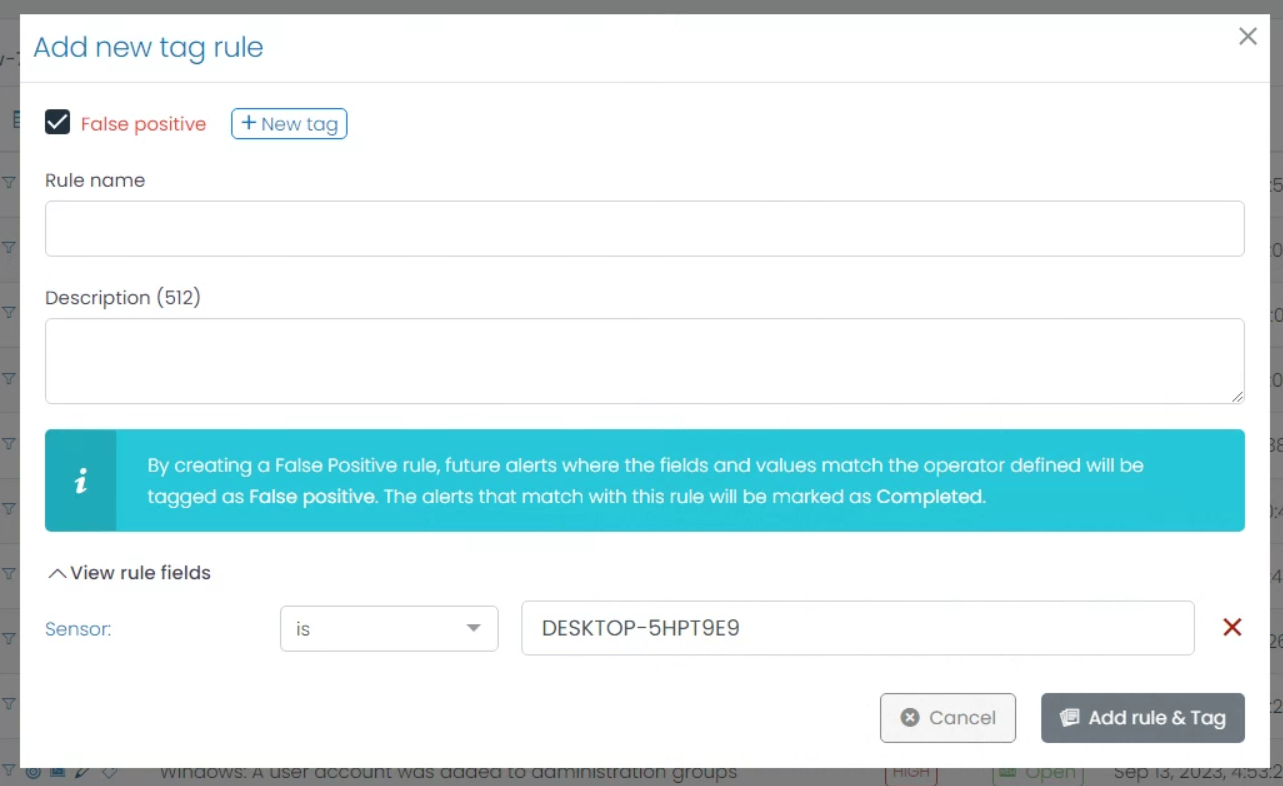 Add new tag rule
False positive
+ New tag
Rule name
Description (512)
By creating a False Positive rule, future alerts where the fields and values match the operator defined will be
tagged as False positive. The alerts that match with this rule will be marked as Completed.
View rule fields
Sensor:
is
DESKTOP-5HPT9E9
Cancel
Add rule & Tag
Windows: A user account was added to administration groups
HIGH
Open
Sep 13, 2023, 4:53:2